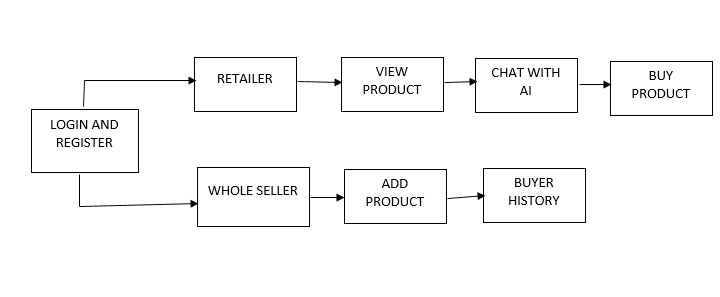 LOGIN AND
REGISTER
RETAILER
VIEW
PRODUCT
CHAT WITH
AI
BUY
PRODUCT
WHOLE SELLER
ADD
PRODUCT
BUYER
HISTORY